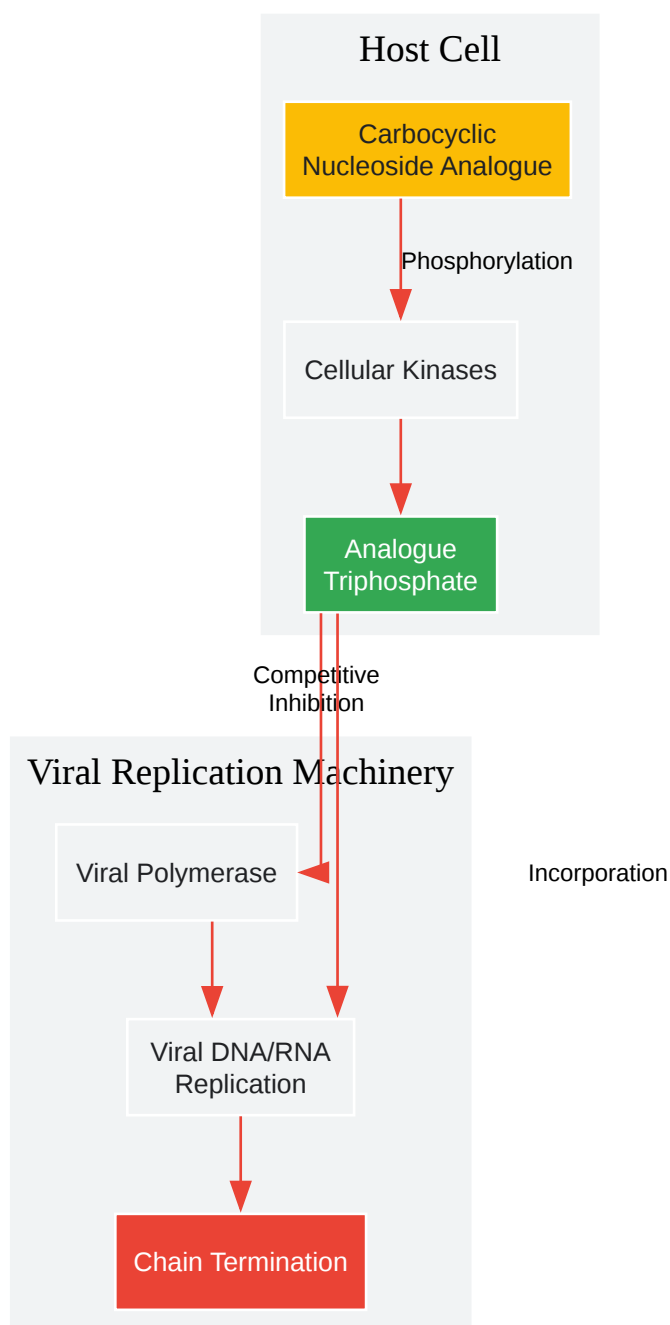 Host Cell
Carbocyclic
Nucleoside Analogue
Phosphorylation
Cellular Kinases
Analogue
Triphosphate
Competitive
Inhibition
Viral Replication Machinery
Viral Polymerase
Incorporation
Viral DNA/RNA
Replication
Chain Termination